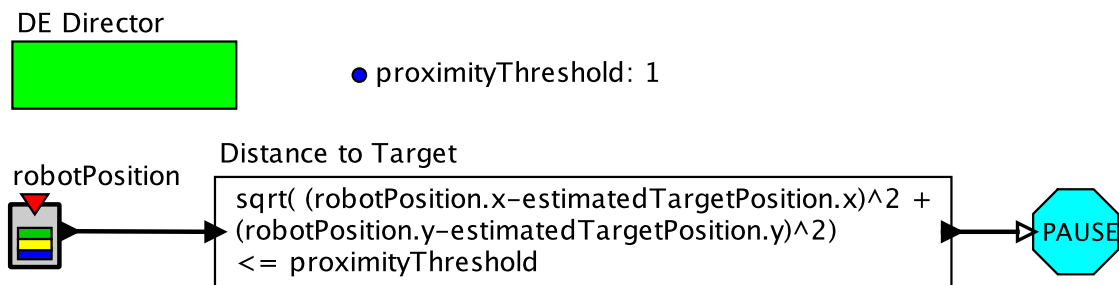 DE Director
proximityThreshold: 1
Distance to Target
robotPosition
sqrt( (robotPosition.x-estimatedTargetPosition.x)^2 +
(robotPosition.y-estimatedTargetPosition.y)^2)
<= proximityThreshold
PAUSE